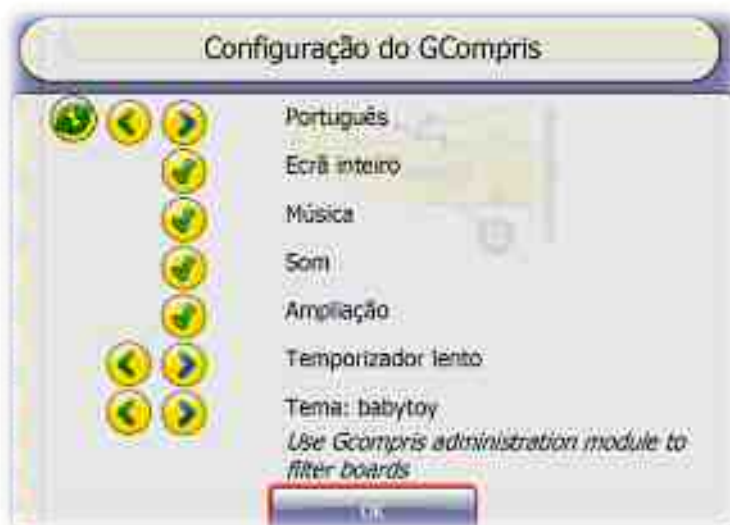 Configuração do GCompris
Português
Ecrã inteiro
Música
Som
Ampliação
Temporizador lento
Tema: babytoy
Use Gcompris administration module to
filter boards
OK